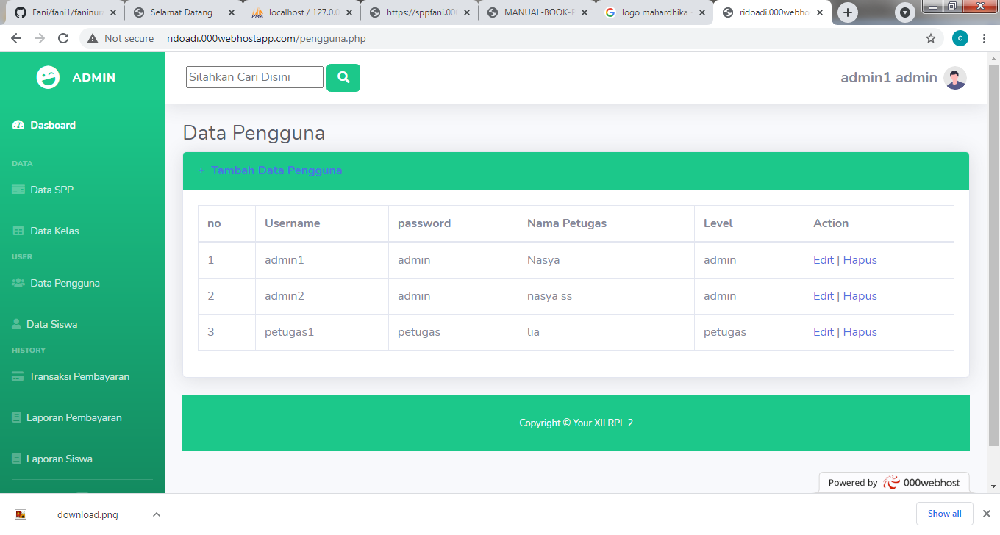 Fani/fani1/faninura
Selamat Datang
localhost / 127.0.0
https://sppfani.00
MANUAL-BOOK-P
logo mahardhika -
ridoadi.000webho
Not secure | ridoadi.000webhostapp.com/pengguna.php
c
ADMIN
Silahkan Cari Disini
admin1 admin
Dasboard
DATA
Data SPP
Data Kelas
USER
Data Pengguna
Data Siswa
HISTORY
Transaksi Pembayaran
Laporan Pembayaran
Laporan Siswa
Data Pengguna
+ Tambah Data Pengguna
no Username password Nama Petugas Level Action
1 admin1 admin Nasya admin Edit | Hapus
2 admin2 admin nasya ss admin Edit | Hapus
3 petugas1 petugas lia petugas Edit | Hapus
Copyright © Your XII RPL 2
Powered by 000webhost
download.png
Show all